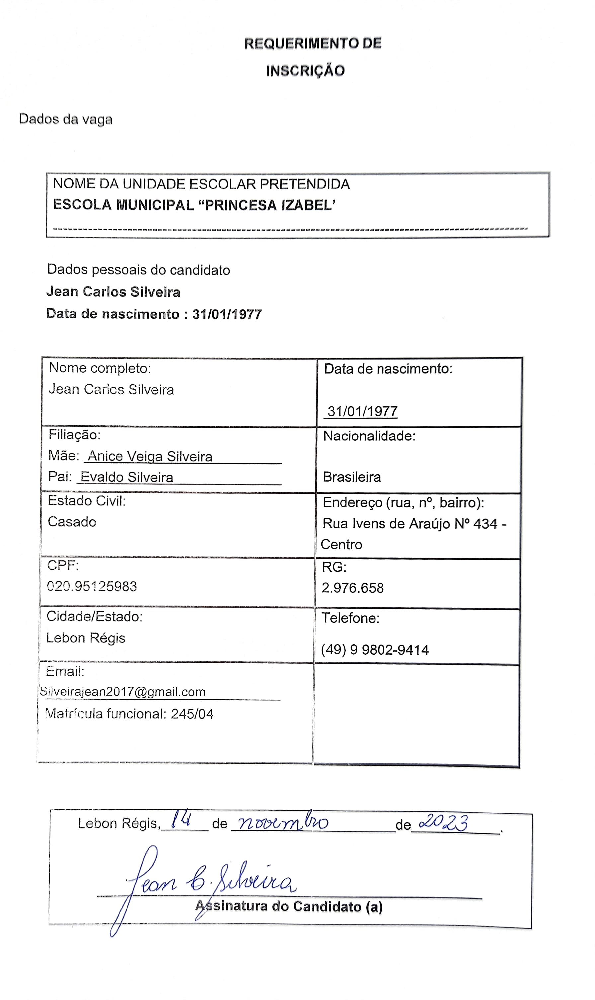 REQUERIMENTO DE
INSCRIÇÃO
Dados da vaga
NOME DA UNIDADE ESCOLAR PRETENDIDA
ESCOLA MUNICIPAL “PRINCESA IZABEL’
Dados pessoais do candidato
Jean Carlos Silveira
Data de nascimento : 31/01/1977
Nome completo:
Jean Carlos Silveira
Data de nascimento:
31/01/1977
Filiação:
Mãe: Anice Veiga Silveira
Pai: Evaldo Silveira
Nacionalidade:
Brasileira
Estado Civil:
Casado
Endereço (rua, nº, bairro):
Rua Ivens de Araújo Nº 434 -
Centro
CPF:
020.95125983
RG:
2.976.658
Cidade/Estado:
Lebon Régis
Telefone:
(49) 9 9802-9414
Email:
Silveirajean2017@gmail.com
Matrícula funcional: 245/04
Lebon Régis, 14 de novembro de 2023.
Jean C. Silveira
Assinatura do Candidato (a)